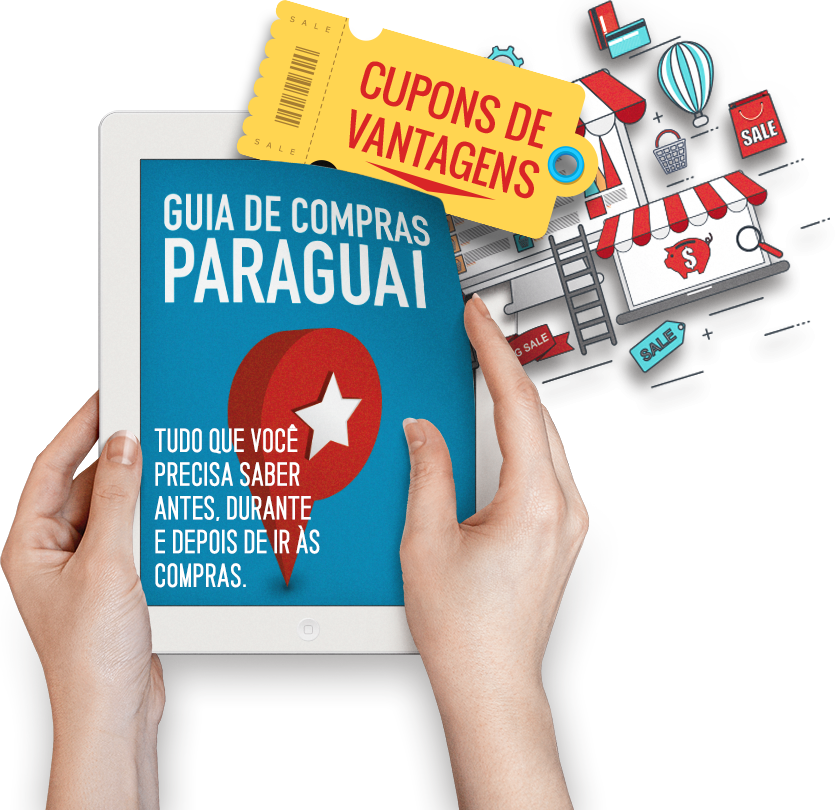 SALE
CUPONS DE
VANTAGENS
SALE
SALE
GUIA DE COMPRAS
PARAGUAI
$
SALE
SALE
TUDO QUE VOCÊ
PRECISA SABER
ANTES, DURANTE
E DEPOIS DE IR ÀS
COMPRAS.